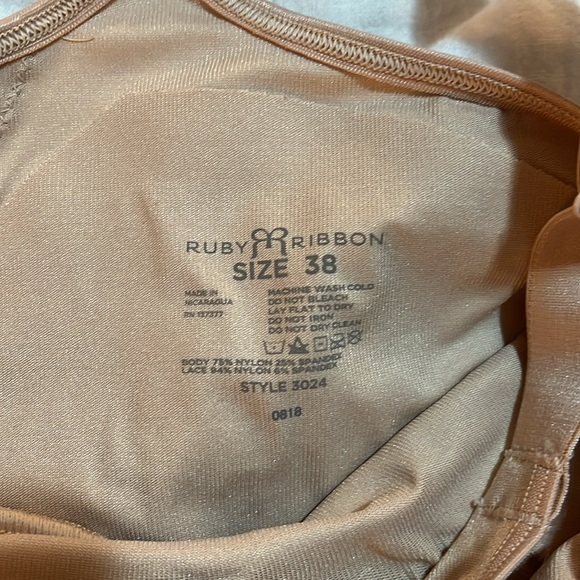 RUBY RIBBON
SIZE 38
MADE IN
NICARAGUA
RN 137377
MACHINE WASH COLD
DO NOT BLEACH
LAY FLAT TO DRY
DO NOT IRON
DO NOT DRY CLEAN
BODY 75% NYLON 25% SPANDEX
LACE 94% NYLON 6% SPANDEX
STYLE 3024
0818